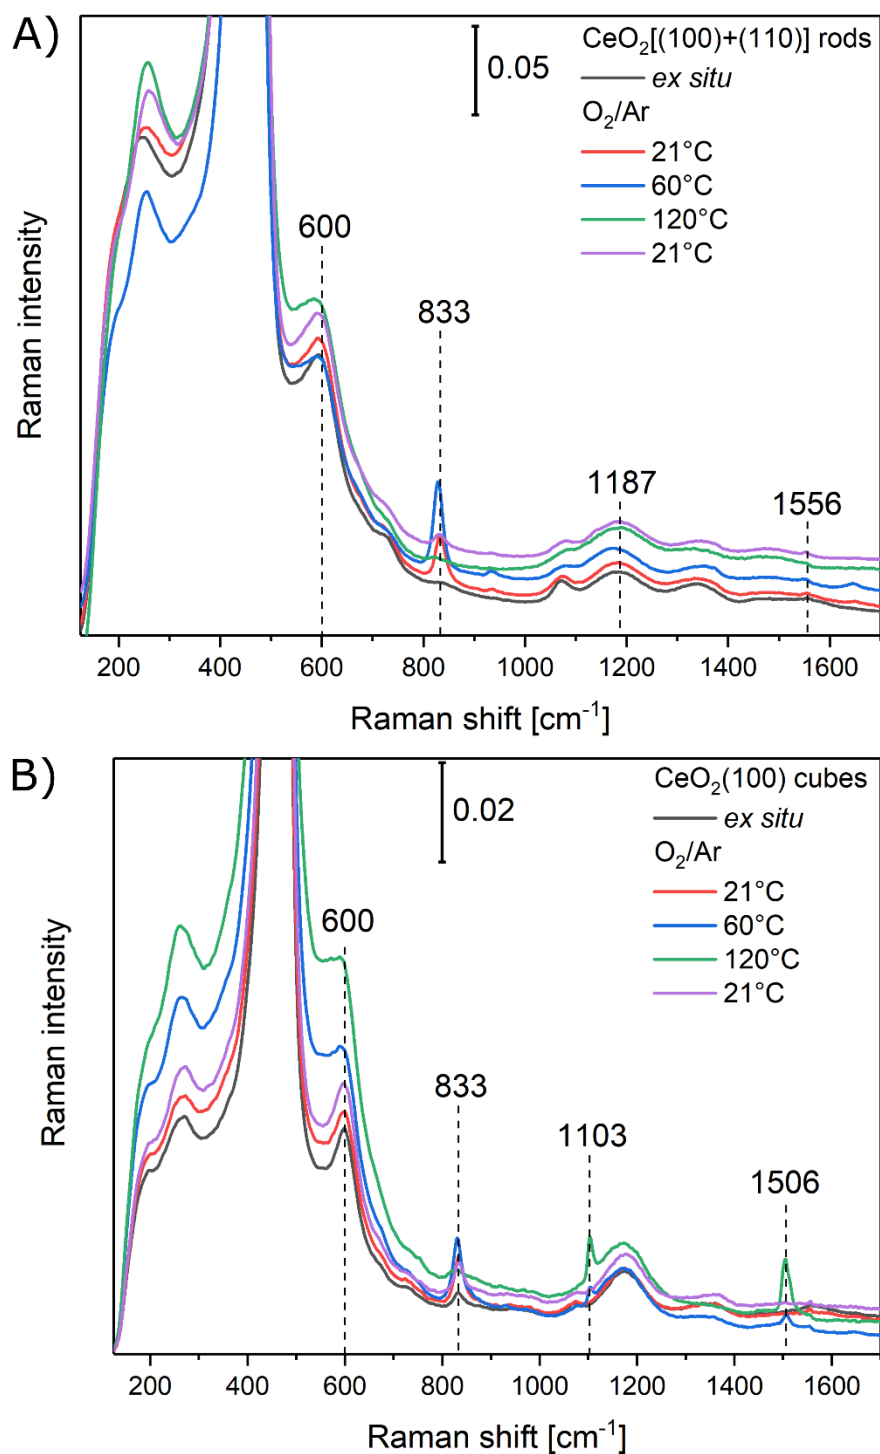 A)
CeO₂[(100)+(110)] rods
ex situ
O₂/Ar
21°C
60°C
120°C
21°C
0.05
600
833
1187
1556
Raman intensity
200 400 600 800 1000 1200 1400 1600
Raman shift [cm⁻¹]
B)
CeO₂(100) cubes
ex situ
O₂/Ar
21°C
60°C
120°C
21°C
0.02
600
833
1103
1506
Raman intensity
200 400 600 800 1000 1200 1400 1600
Raman shift [cm⁻¹]